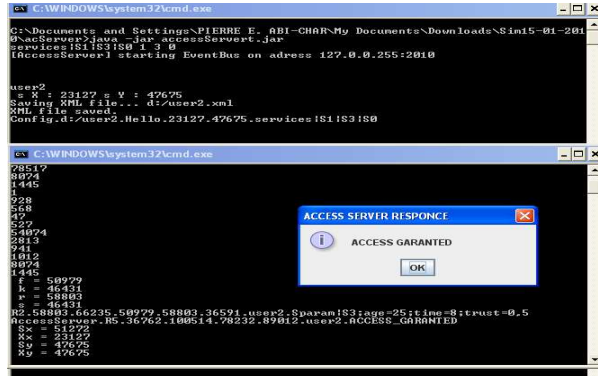 C:\WINDOWS\system32\cmd.exe
C:\Documents and Settings\PIERRE E. ABI-CHAR\My Documents\Downloads\Sim15-01-201
0\acServer>java -jar accessServert.jar
services|S1|S3|S0 1 3 0
[AccessServer] starting EventBus on adress 127.0.0.255:2010
user2
s X : 23127 s Y : 47675
Saving XML file... d:/user2.xml
XML file saved.
Config.d:/user2.Hello.23127.47675.services|S1|S3|S0
C:\WINDOWS\system32\cmd.exe
78517
8074
1445
1
928
568
47
527
54074
2813
941
1012
8074
1445
f = 50979
k = 46431
r = 58803
s = 46431
R2.58803.66235.50979.58803.36591.user2.Sparam|S3;age=25;time=8;trust=0,5
AccessServer.R5.36762.100514.78232.89012.user2.ACCESS_GARANTED
Sx = 51272
Xx = 23127
Sy = 47675
Xy = 47675
ACCESS SERVER RESPONCE
ACCESS GARANTED
OK